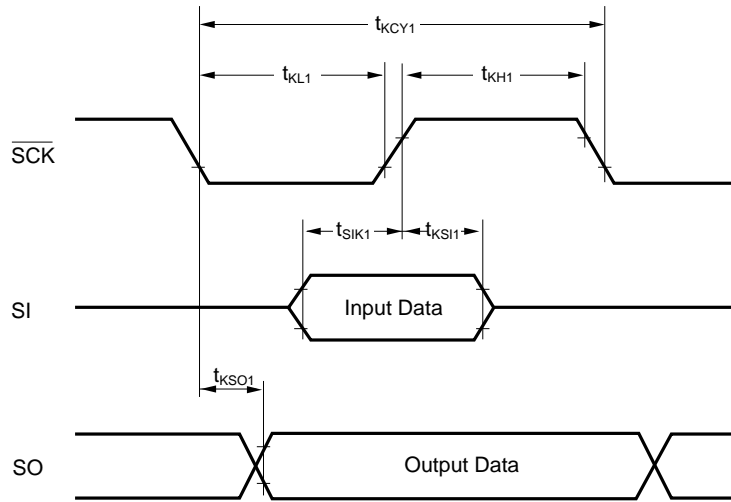 tKCY1
tKL1
tKH1
SCK
tSIK1
tKSI1
SI
Input Data
tKSO1
SO
Output Data